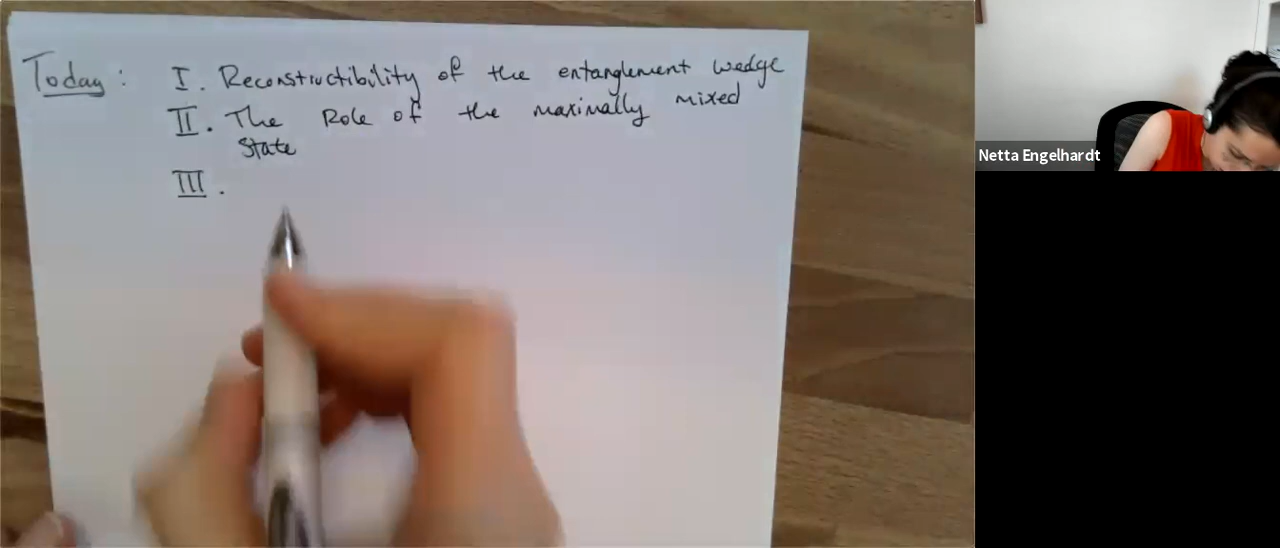 Today: I. Reconstructibility of the entanglement wedge
II. The Role of the maximally mixed
state
III.
Netta Engelhardt